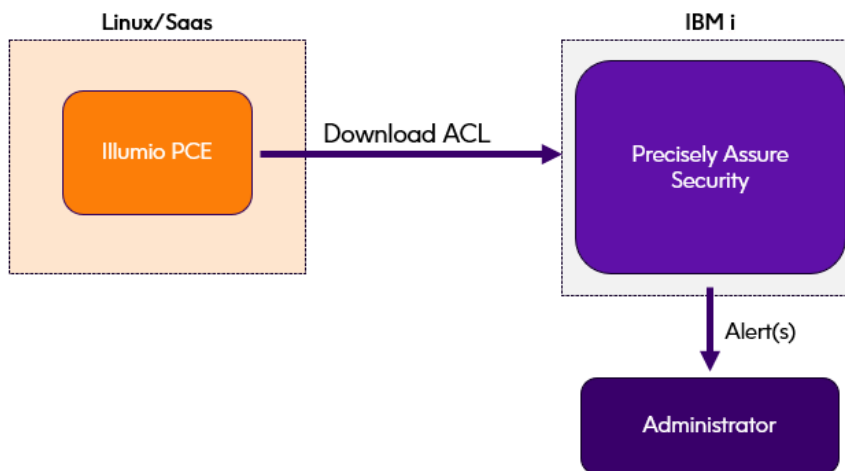 Linux/Saas
IBM i
Illumio PCE
Download ACL
Precisely Assure
Security
Alert(s)
Administrator